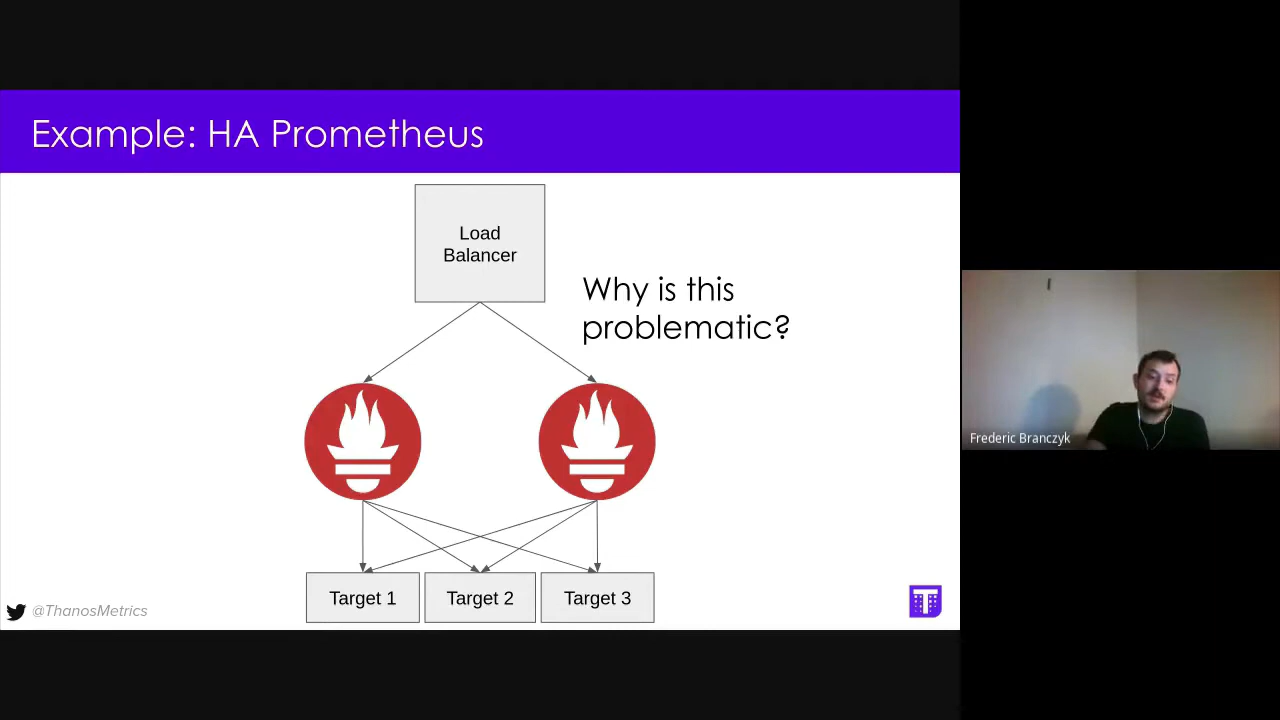 Example: HA Prometheus
Load
Balancer
Why is this
problematic?
Target 1
Target 2
Target 3
@ThanosMetrics
T
Frederic Branczyk